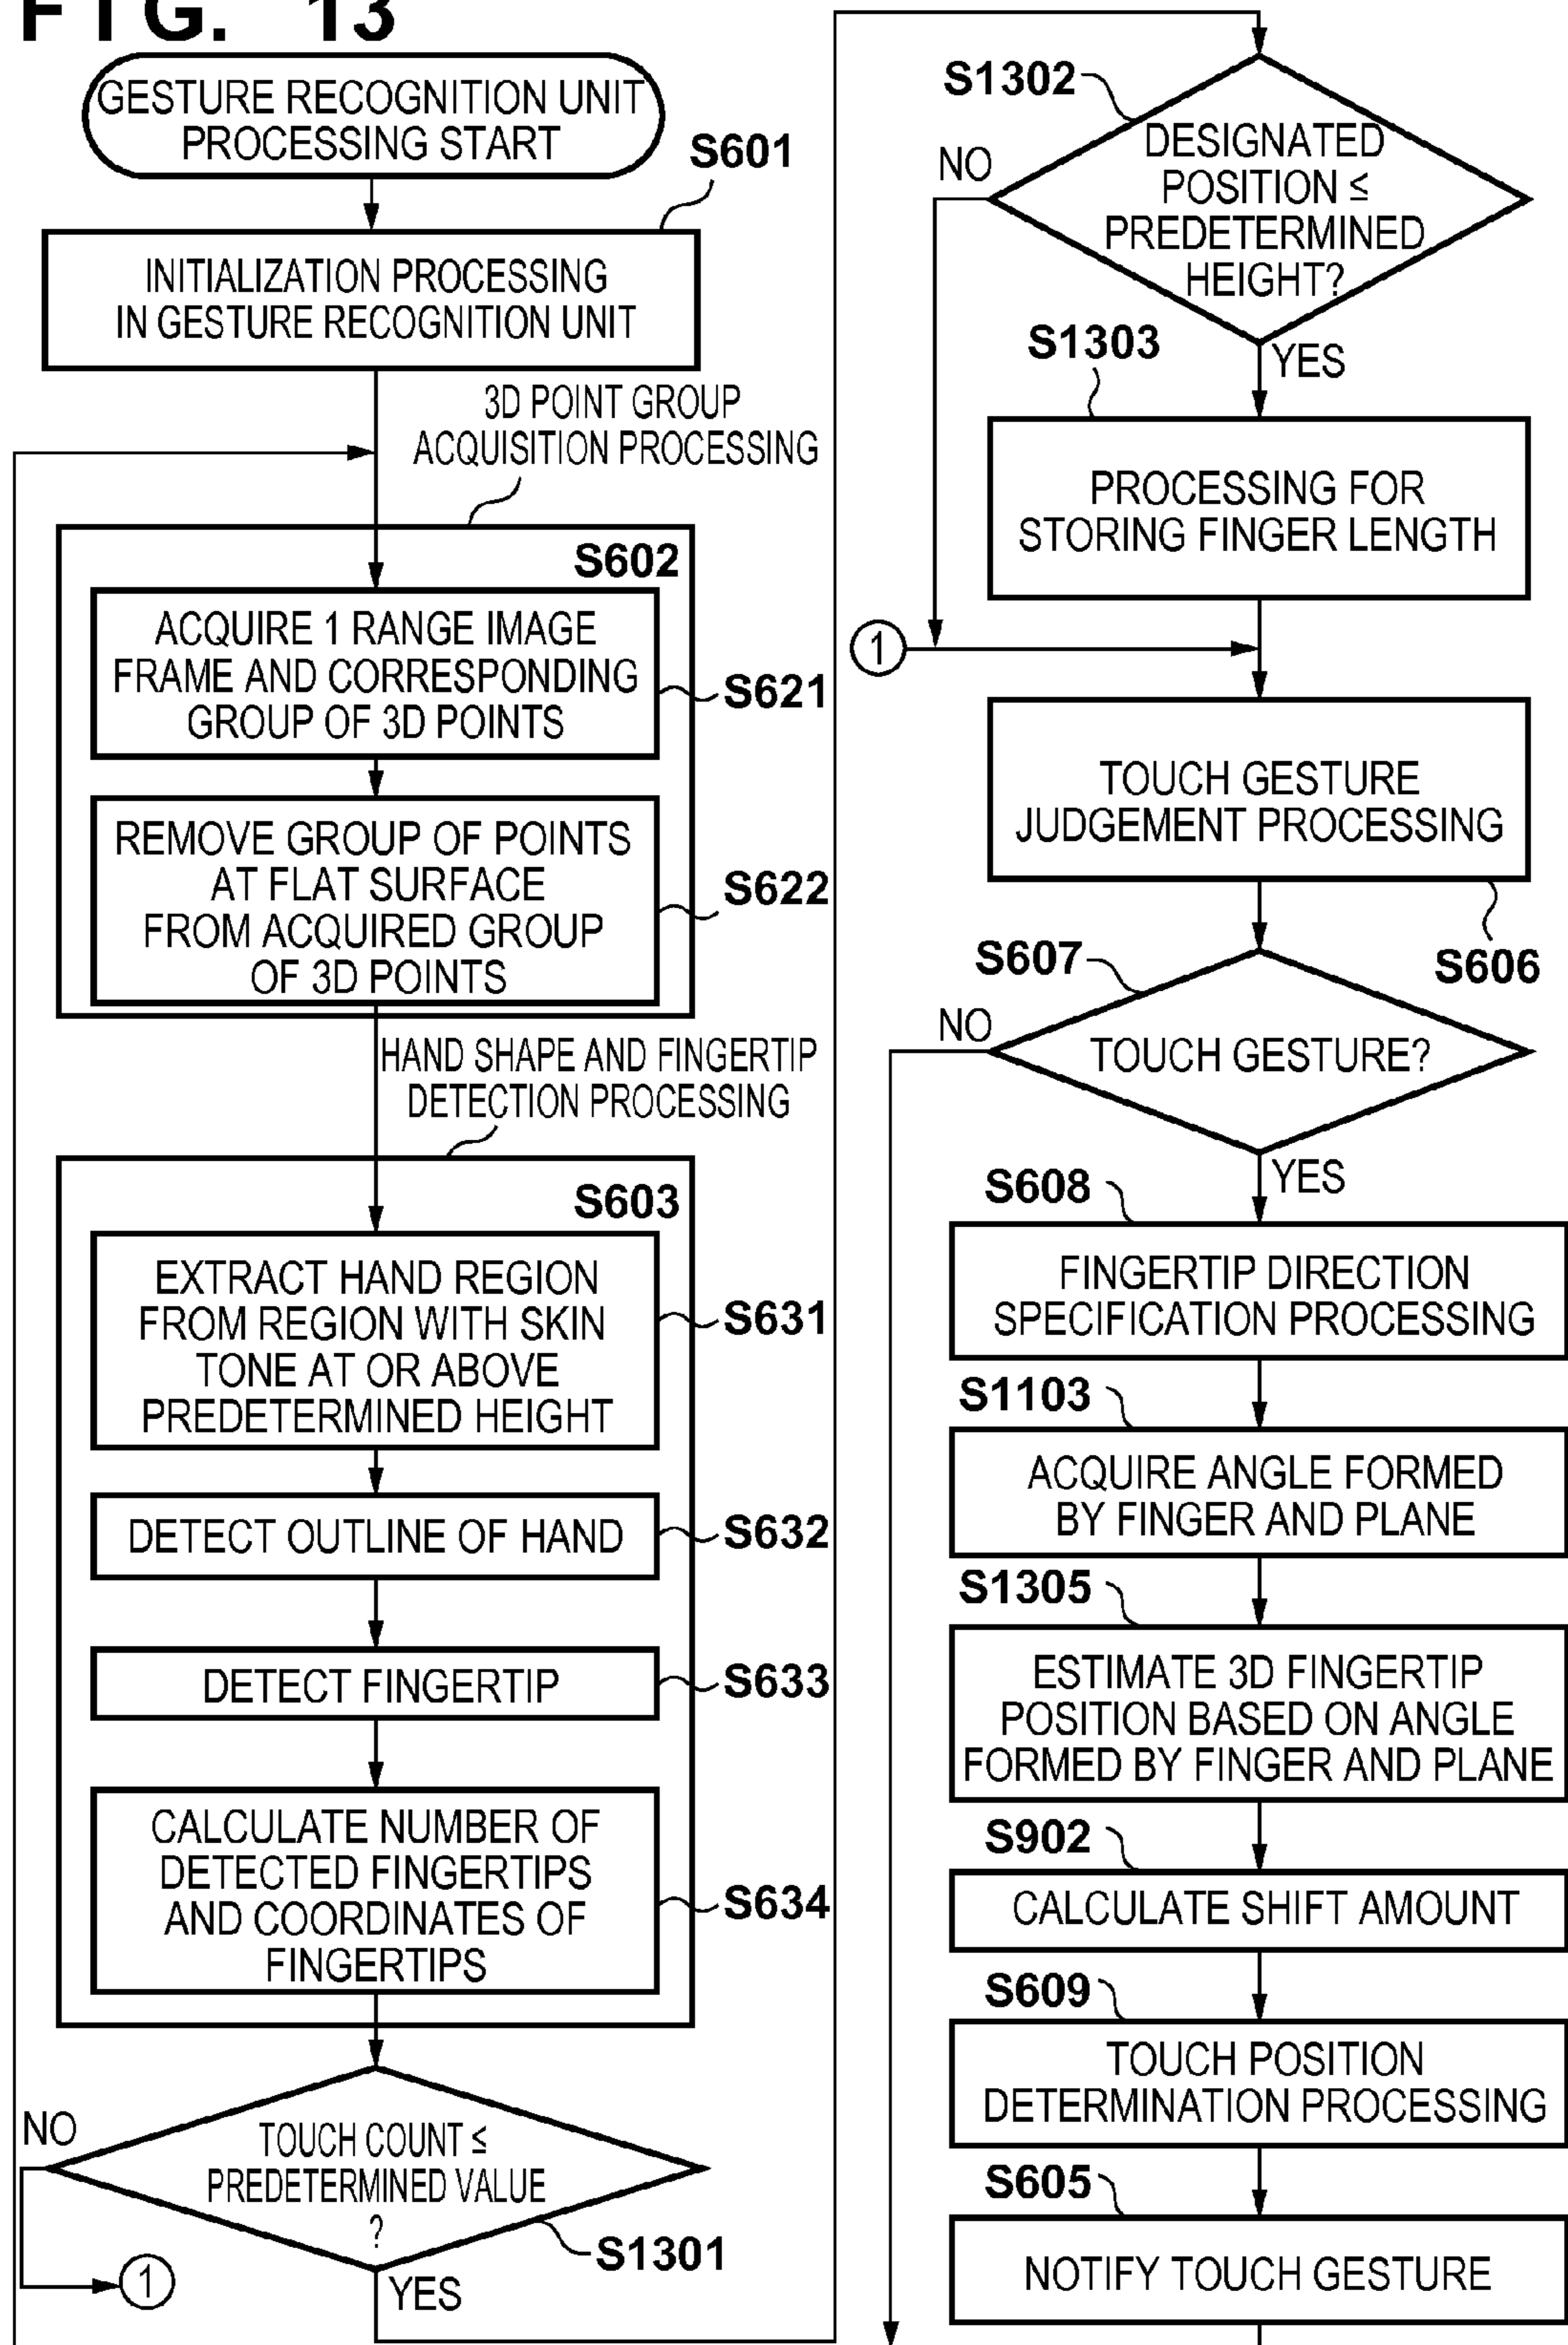 FIG. 13
GESTURE RECOGNITION UNIT
PROCESSING START
S601
INITIALIZATION PROCESSING
IN GESTURE RECOGNITION UNIT
3D POINT GROUP
ACQUISITION PROCESSING
S602
ACQUIRE 1 RANGE IMAGE
FRAME AND CORRESPONDING
GROUP OF 3D POINTS
S621
REMOVE GROUP OF POINTS
AT FLAT SURFACE
FROM ACQUIRED GROUP
OF 3D POINTS
S622
HAND SHAPE AND FINGERTIP
DETECTION PROCESSING
S603
EXTRACT HAND REGION
FROM REGION WITH SKIN
TONE AT OR ABOVE
PREDETERMINED HEIGHT
S631
DETECT OUTLINE OF HAND
S632
DETECT FINGERTIP
S633
CALCULATE NUMBER OF
DETECTED FINGERTIPS
AND COORDINATES OF
FINGERTIPS
S634
NO
TOUCH COUNT ≤
PREDETERMINED VALUE
?
S1301
1
YES
S1302
DESIGNATED
POSITION ≤
PREDETERMINED
HEIGHT?
NO
YES
S1303
PROCESSING FOR
STORING FINGER LENGTH
1
TOUCH GESTURE
JUDGEMENT PROCESSING
S606
S607
NO
TOUCH GESTURE?
YES
S608
FINGERTIP DIRECTION
SPECIFICATION PROCESSING
S1103
ACQUIRE ANGLE FORMED
BY FINGER AND PLANE
S1305
ESTIMATE 3D FINGERTIP
POSITION BASED ON ANGLE
FORMED BY FINGER AND PLANE
S902
CALCULATE SHIFT AMOUNT
S609
TOUCH POSITION
DETERMINATION PROCESSING
S605
NOTIFY TOUCH GESTURE